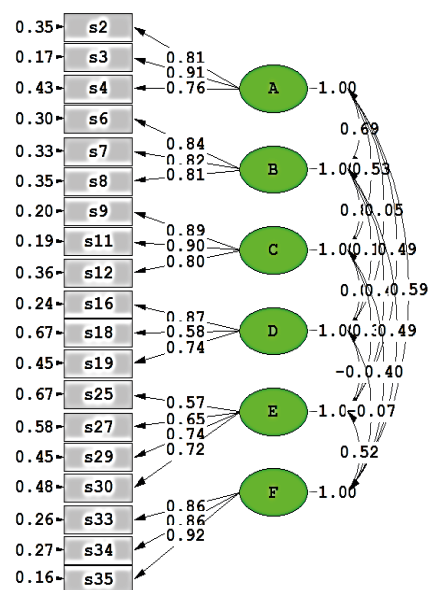 0.35 s2
0.81
0.17 s3
0.91
0.43 s4
0.76
A 1.00
0.69
0.30 s6
0.84
0.33 s7
0.82
0.35 s8
0.81
B 1.00
0.53
0.05
0.20 s9
0.89
0.19 s11
0.90
0.36 s12
0.80
C 1.00
0.49
0.59
0.24 s16
0.87
0.67 s18
0.58
0.45 s19
0.74
D 1.00
0.49
0.40
0.67 s25
0.57
0.58 s27
0.65
0.45 s29
0.74
0.48 s30
0.72
E
-0.07
0.52
0.26 s33
0.86
0.27 s34
0.86
0.16 s35
0.92
F 1.00